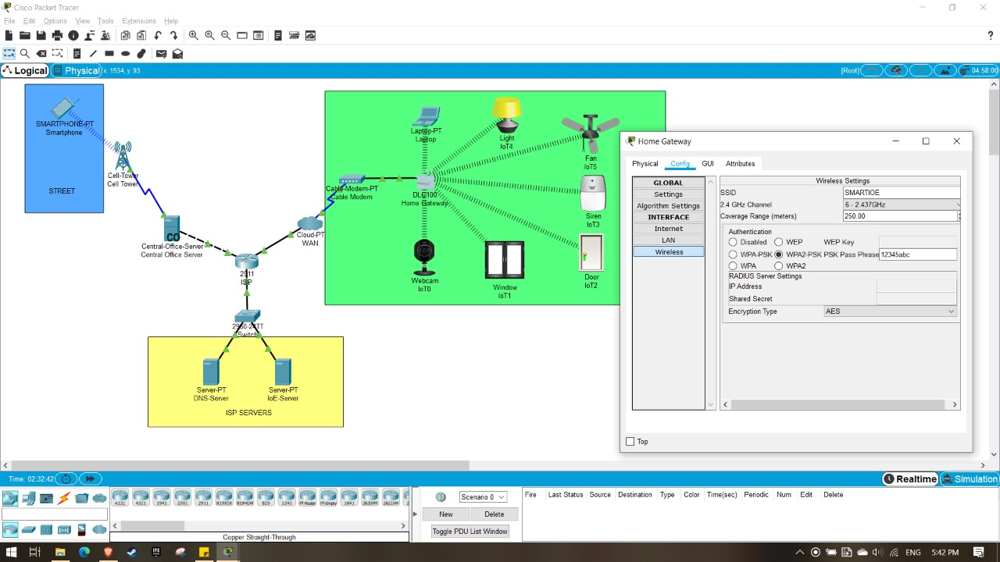 Cisco Packet Tracer
File Edit Options View Tools Extensions Help
Logical Physical x: 1534, y: 93 [Root] 04:58:00
SMARTPHONE-PT
Smartphone
STREET
Cell-Tower
Cell Tower
CO
Central-Office-Server
Central Office Server
2911
ISP
Cloud-PT
WAN
Cable-Modem-PT
Cable Modem
Laptop-PT
Laptop
Light
IoT4
Fan
IoT5
DLC100
Home Gateway
Siren
IoT3
Webcam
IoT0
Window
IoT1
Door
IoT2
2950-24TT
Switch
Server-PT
DNS-Server
Server-PT
IoE-Server
ISP SERVERS
Home Gateway
Physical Config GUI Attributes
GLOBAL
Settings
Algorithm Settings
INTERFACE
Internet
LAN
Wireless
Wireless Settings
SSID SMARTIOE
2.4 GHz Channel 6 - 2.437GHz
Coverage Range (meters) 250.00
Authentication
Disabled WEP WEP Key
WPA-PSK WPA2-PSK PSK Pass Phrase 12345abc
WPA WPA2
RADIUS Server Settings
IP Address
Shared Secret
Encryption Type AES
Top
Time: 02:32:42 Realtime Simulation
4331 4321 1941 2901 2911 819IOX 819HGW 829 1240 PT-Router PT-Empty 1841 2620XM 2621XM
Copper Straight-Through
Scenario 0
New Delete
Toggle PDU List Window
Fire Last Status Source Destination Type Color Time(sec) Periodic Num Edit Delete
ENG 5:42 PM